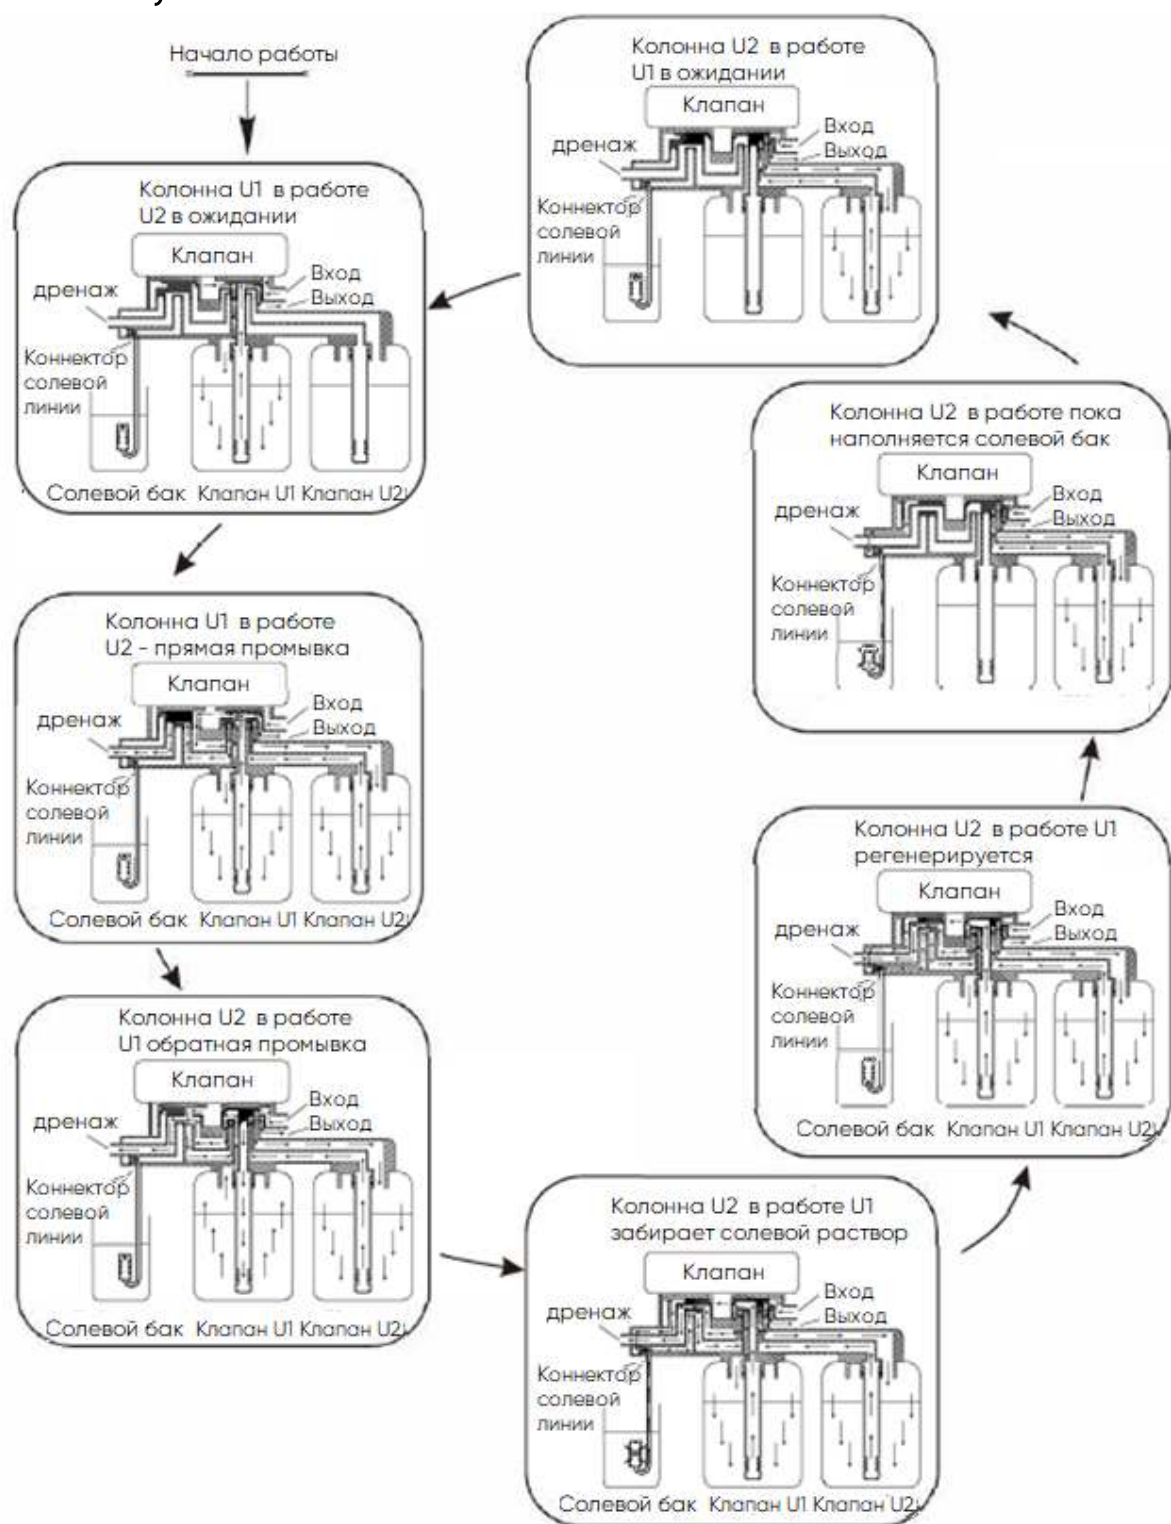 Начало работы
Колонна U1 в работе
U2 в ожидании
Клапан
Вход
Выход
дренаж
Коннектор
солевой
линии
Солевой бак Клапан U1 Клапан U2
Колонна U1 в работе
U2 - прямая промывка
Клапан
Вход
Выход
дренаж
Коннектор
солевой
линии
Солевой бак Клапан U1 Клапан U2
Колонна U2 в работе
U1 обратная промывка
Клапан
Вход
Выход
дренаж
Коннектор
солевой
линии
Солевой бак Клапан U1 Клапан U2
Колонна U2 в работе U1
забирает солевой раствор
Клапан
Вход
Выход
дренаж
Коннектор
солевой
линии
Солевой бак Клапан U1 Клапан U2
Колонна U2 в работе U1
регенерируется
Клапан
Вход
Выход
дренаж
Коннектор
солевой
линии
Солевой бак Клапан U1 Клапан U2
Колонна U2 в работе пока
наполняется солевой бак
Клапан
Вход
Выход
дренаж
Коннектор
солевой
линии
Колонна U2 в работе
U1 в ожидании
Клапан
Вход
Выход
дренаж
Коннектор
солевой
линии